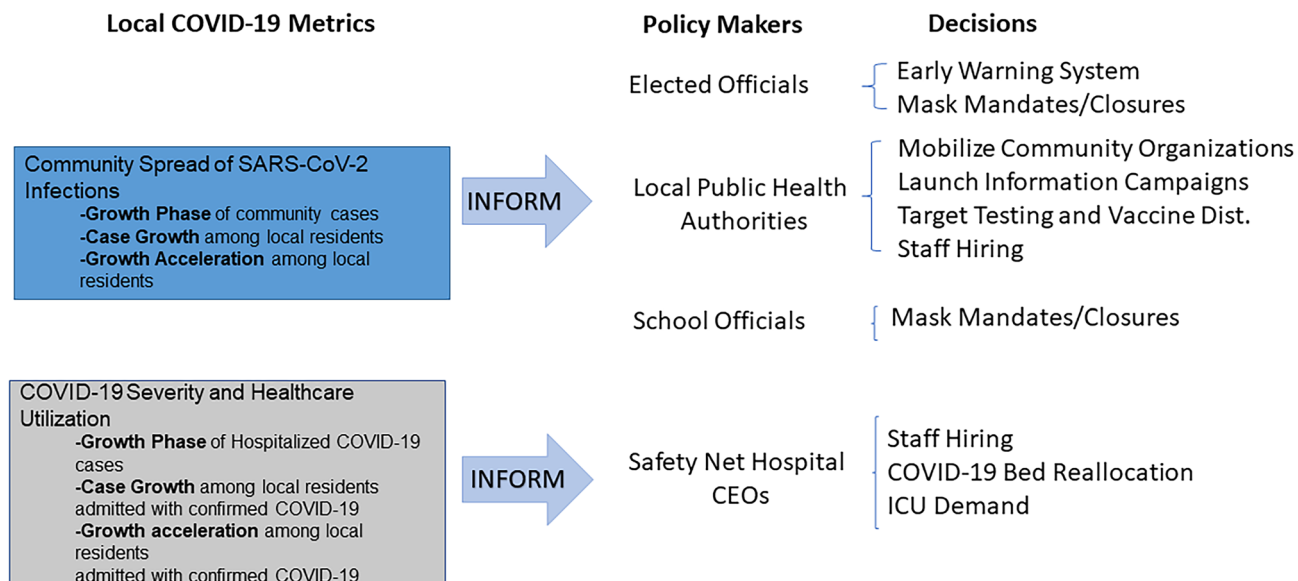 Local COVID-19 Metrics
Policy Makers
Decisions
Elected Officials
Early Warning System
Mask Mandates/Closures
Community Spread of SARS-CoV-2
Infections
-Growth Phase of community cases
-Case Growth among local residents
-Growth Acceleration among local
residents
INFORM
Local Public Health
Authorities
Mobilize Community Organizations
Launch Information Campaigns
Target Testing and Vaccine Dist.
Staff Hiring
School Officials
Mask Mandates/Closures
COVID-19 Severity and Healthcare
Utilization
-Growth Phase of Hospitalized COVID-19
cases
-Case Growth among local residents
admitted with confirmed COVID-19
-Growth acceleration among local
residents
admitted with confirmed COVID-19
INFORM
Safety Net Hospital
CEOs
Staff Hiring
COVID-19 Bed Reallocation
ICU Demand